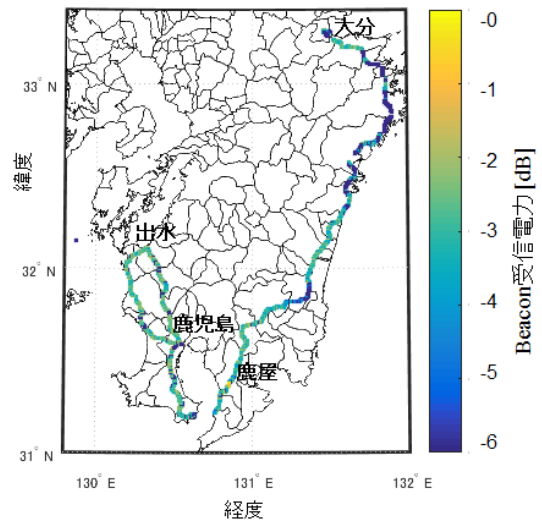 大分
出水
鹿児島
鹿屋
33° N
32° N
31° N
緯度
130° E
131° E
132° E
経度
-0
-1
-2
-3
-4
-5
-6
Beacon受信電力 [dB]